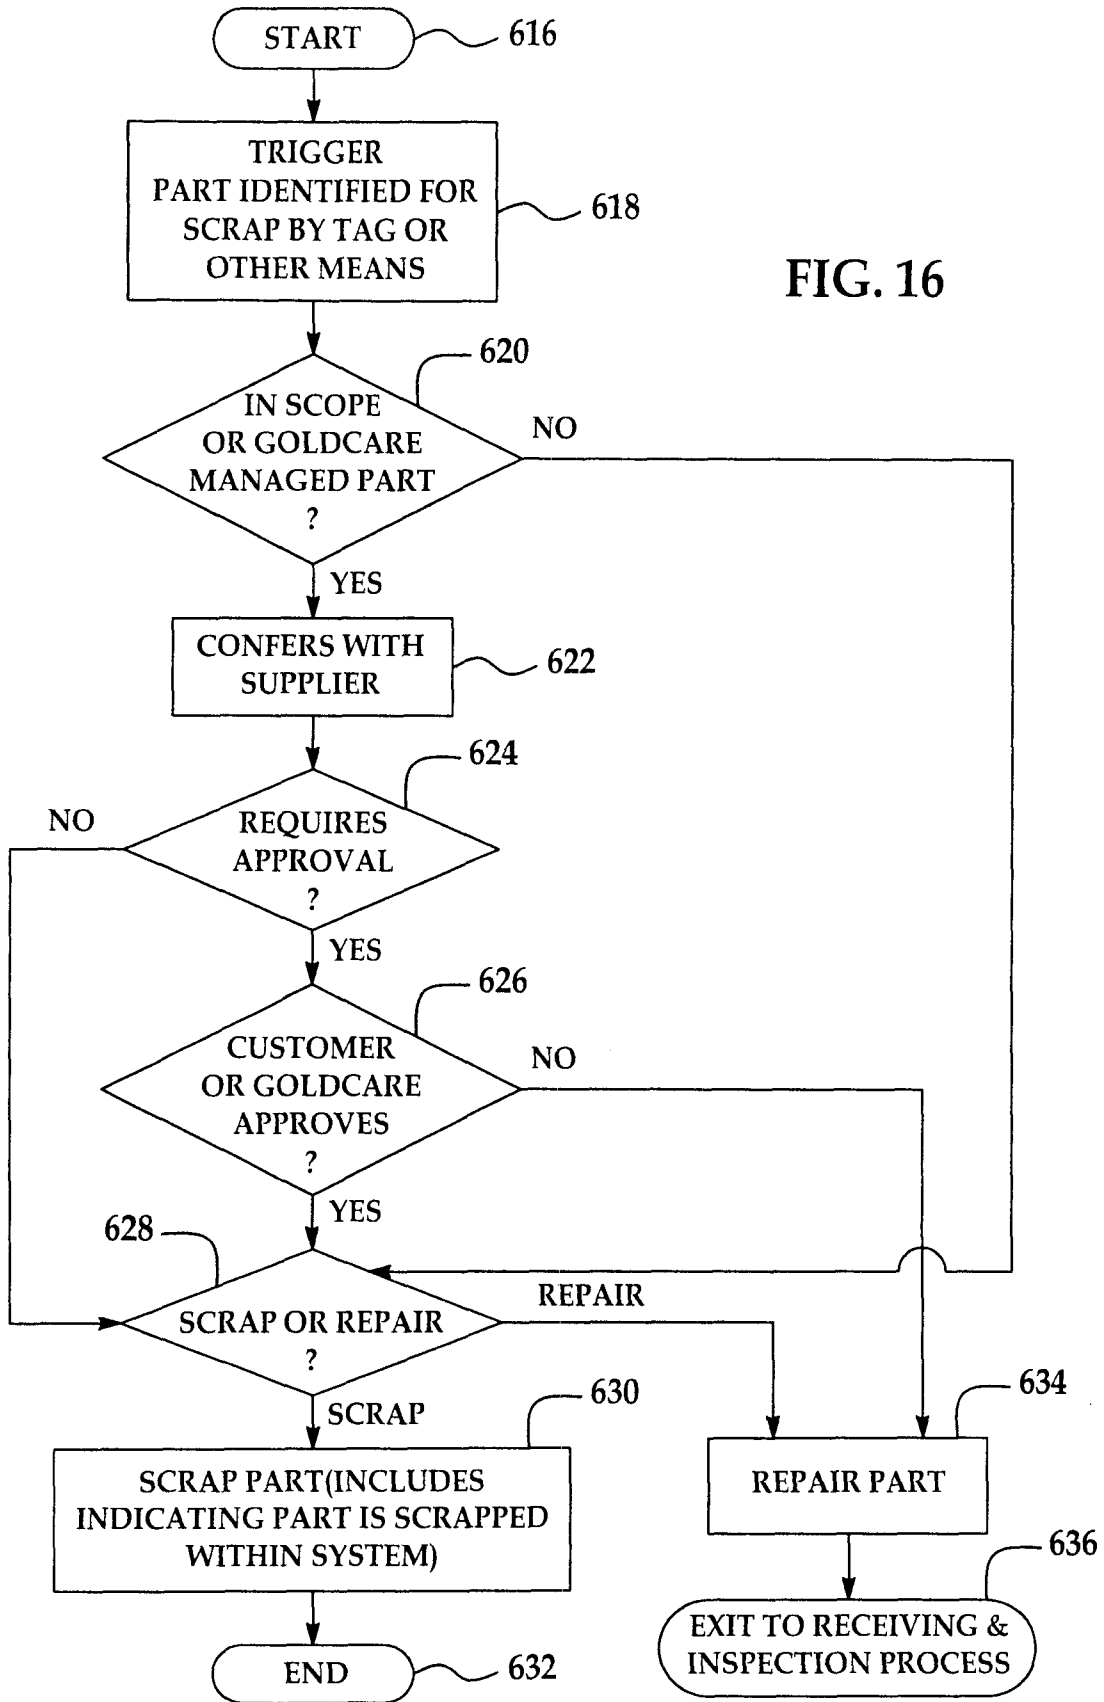 START
616
TRIGGER
PART IDENTIFIED FOR
SCRAP BY TAG OR
OTHER MEANS
618
FIG. 16
620
IN SCOPE
OR GOLDCARE
MANAGED PART
?
NO
YES
CONFERS WITH
SUPPLIER
622
624
NO
REQUIRES
APPROVAL
?
YES
626
CUSTOMER
OR GOLDCARE
APPROVES
?
NO
YES
628
SCRAP OR REPAIR
?
REPAIR
SCRAP
630
SCRAP PART(INCLUDES
INDICATING PART IS SCRAPPED
WITHIN SYSTEM)
634
REPAIR PART
636
EXIT TO RECEIVING &
INSPECTION PROCESS
END
632